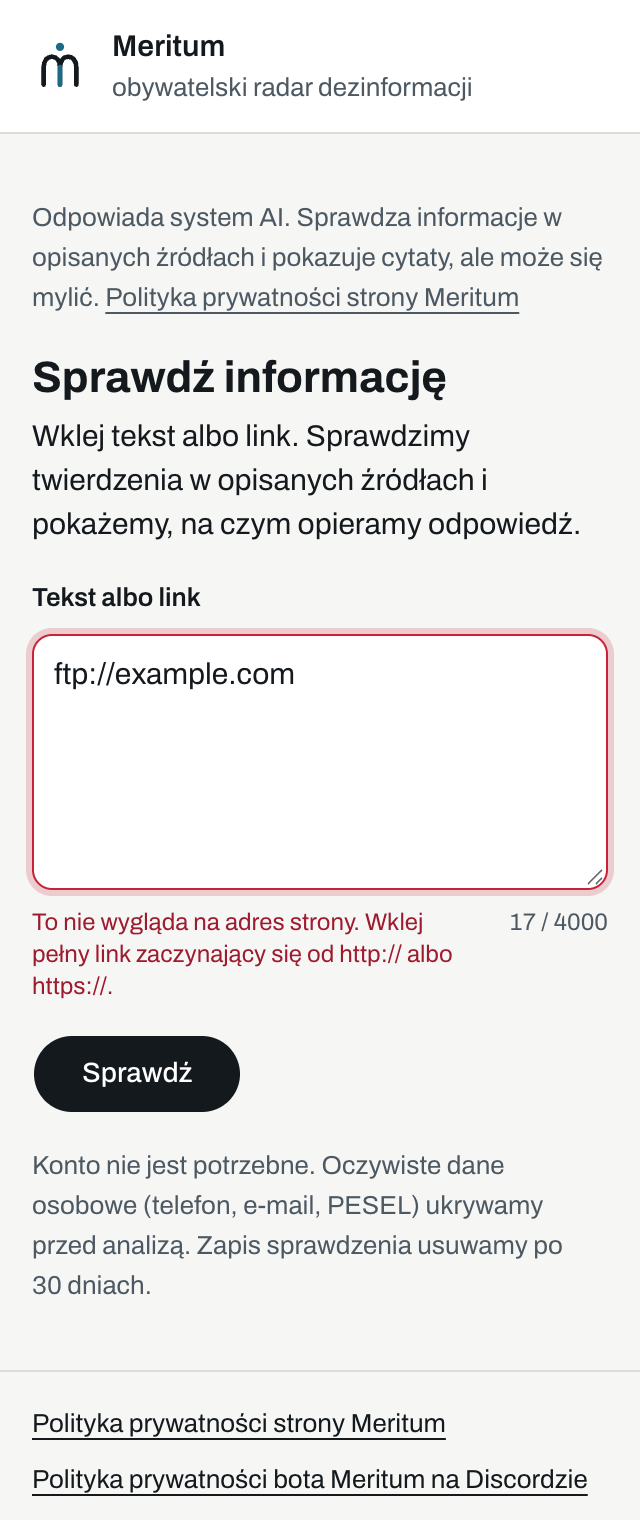 Meritum
obywatelski radar dezinformacji
Odpowiada system AI. Sprawdza informacje w
opisanych źródłach i pokazuje cytaty, ale może się
mylić. Polityka prywatności strony Meritum
Sprawdź informację
Wklej tekst albo link. Sprawdzimy
twierdzenia w opisanych źródłach i
pokażemy, na czym opieramy odpowiedź.
Tekst albo link
ftp://example.com
To nie wygląda na adres strony. Wklej
pełny link zaczynający się od http:// albo
https://.
17 / 4000
Sprawdź
Konto nie jest potrzebne. Oczywiste dane
osobowe (telefon, e-mail, PESEL) ukrywamy
przed analizą. Zapis sprawdzenia usuwamy po
30 dniach.
Polityka prywatności strony Meritum
Polityka prywatności bota Meritum na Discordzie